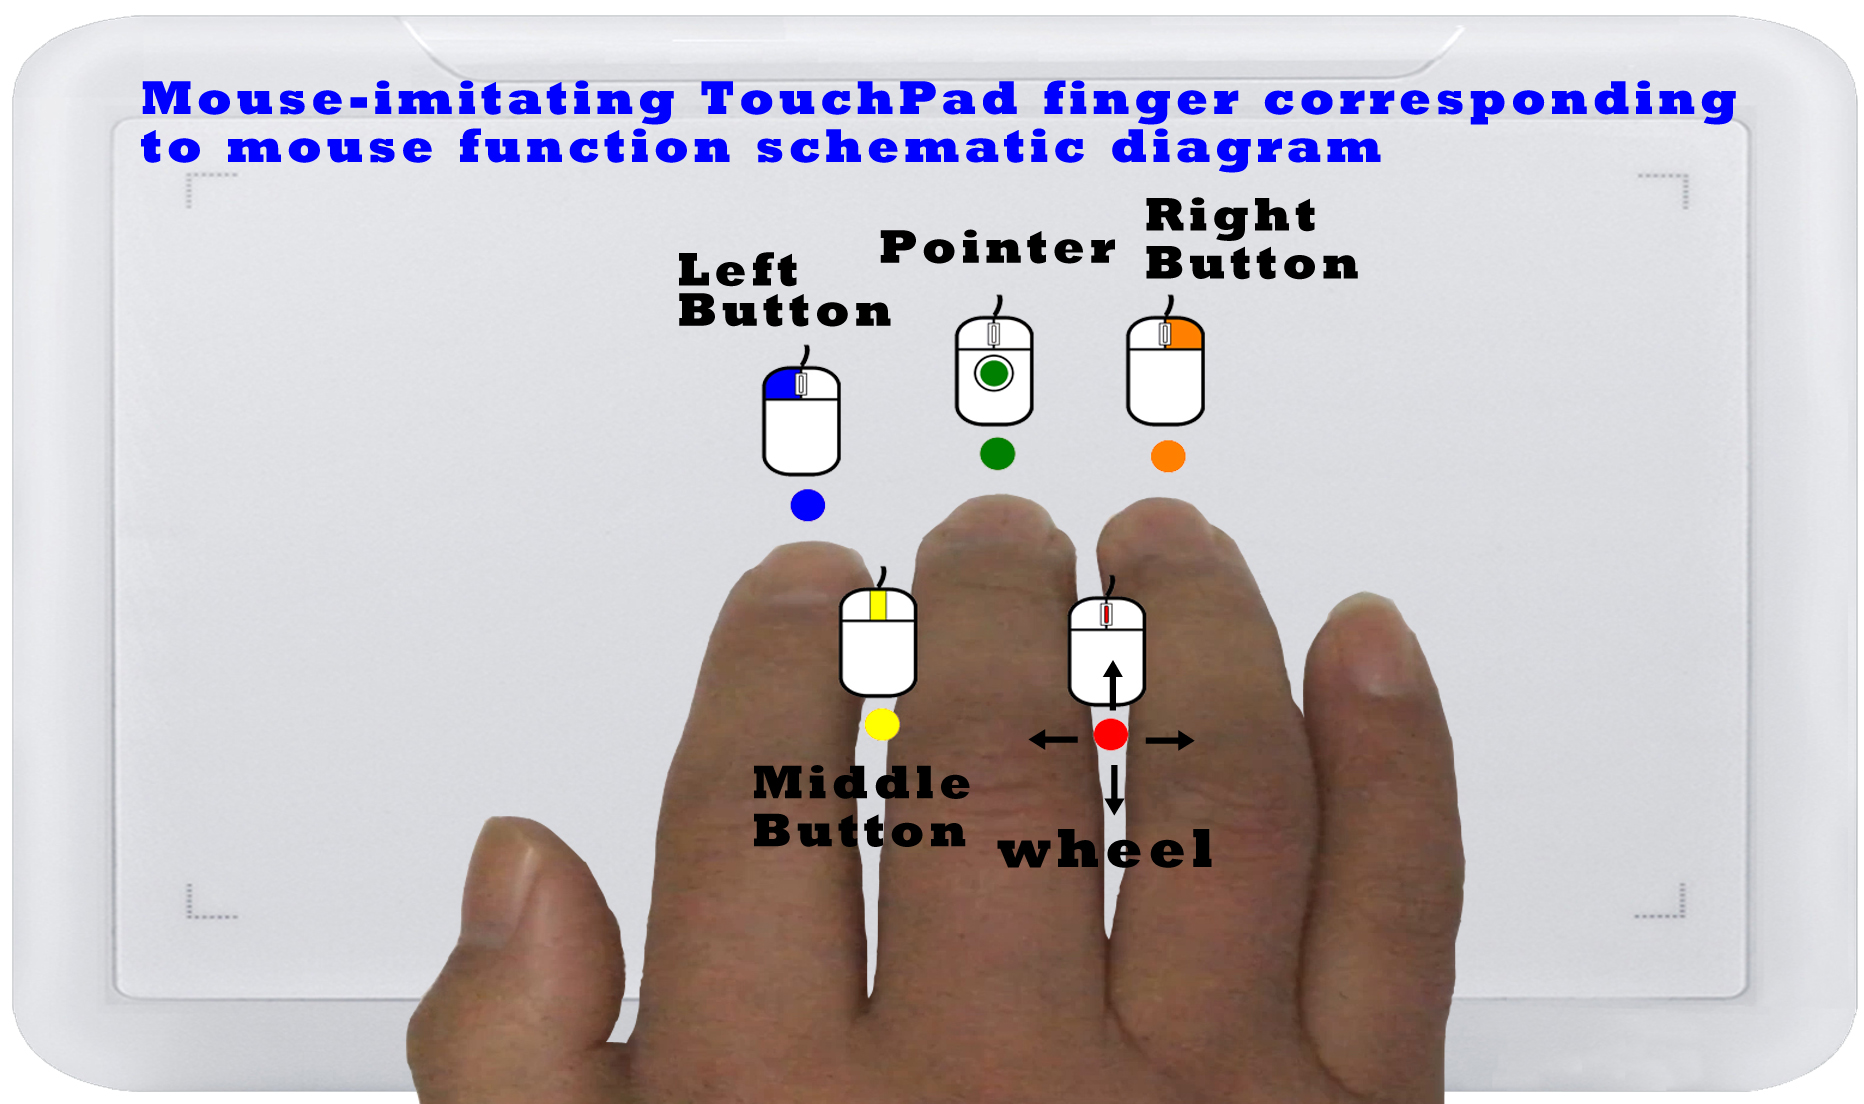 Mouse-imitating TouchPad finger corresponding
to mouse function schematic diagram
Left
Button
Pointer
Right
Button
Middle
Button
wheel